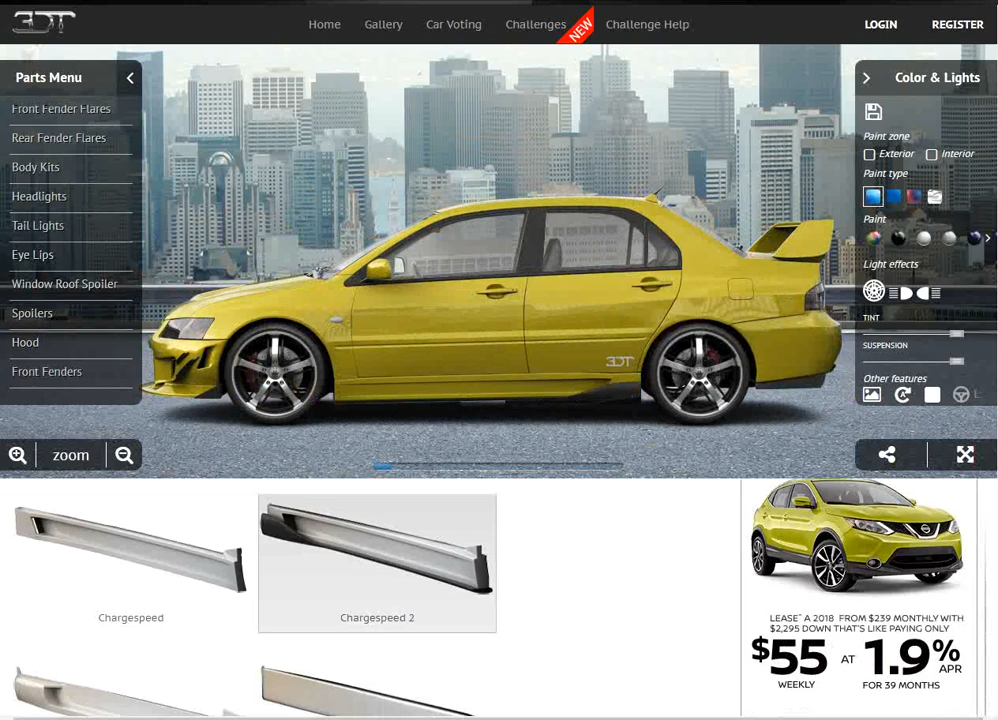 3DT
Home
Gallery
Car Voting
Challenges
NEW
Challenge Help
LOGIN
REGISTER
Parts Menu
Front Fender Flares
Rear Fender Flares
Body Kits
Headlights
Tail Lights
Eye Lips
Window Roof Spoiler
Spoilers
Hood
Front Fenders
zoom
Color & Lights
Paint zone
Exterior
Interior
Paint type
Paint
Light effects
TINT
SUSPENSION
Other features
3DT
Chargespeed
Chargespeed 2
LEASE* A 2018 FROM $239 MONTHLY WITH
$2,295 DOWN THAT'S LIKE PAYING ONLY
$55 AT 1.9% APR
WEEKLY FOR 39 MONTHS